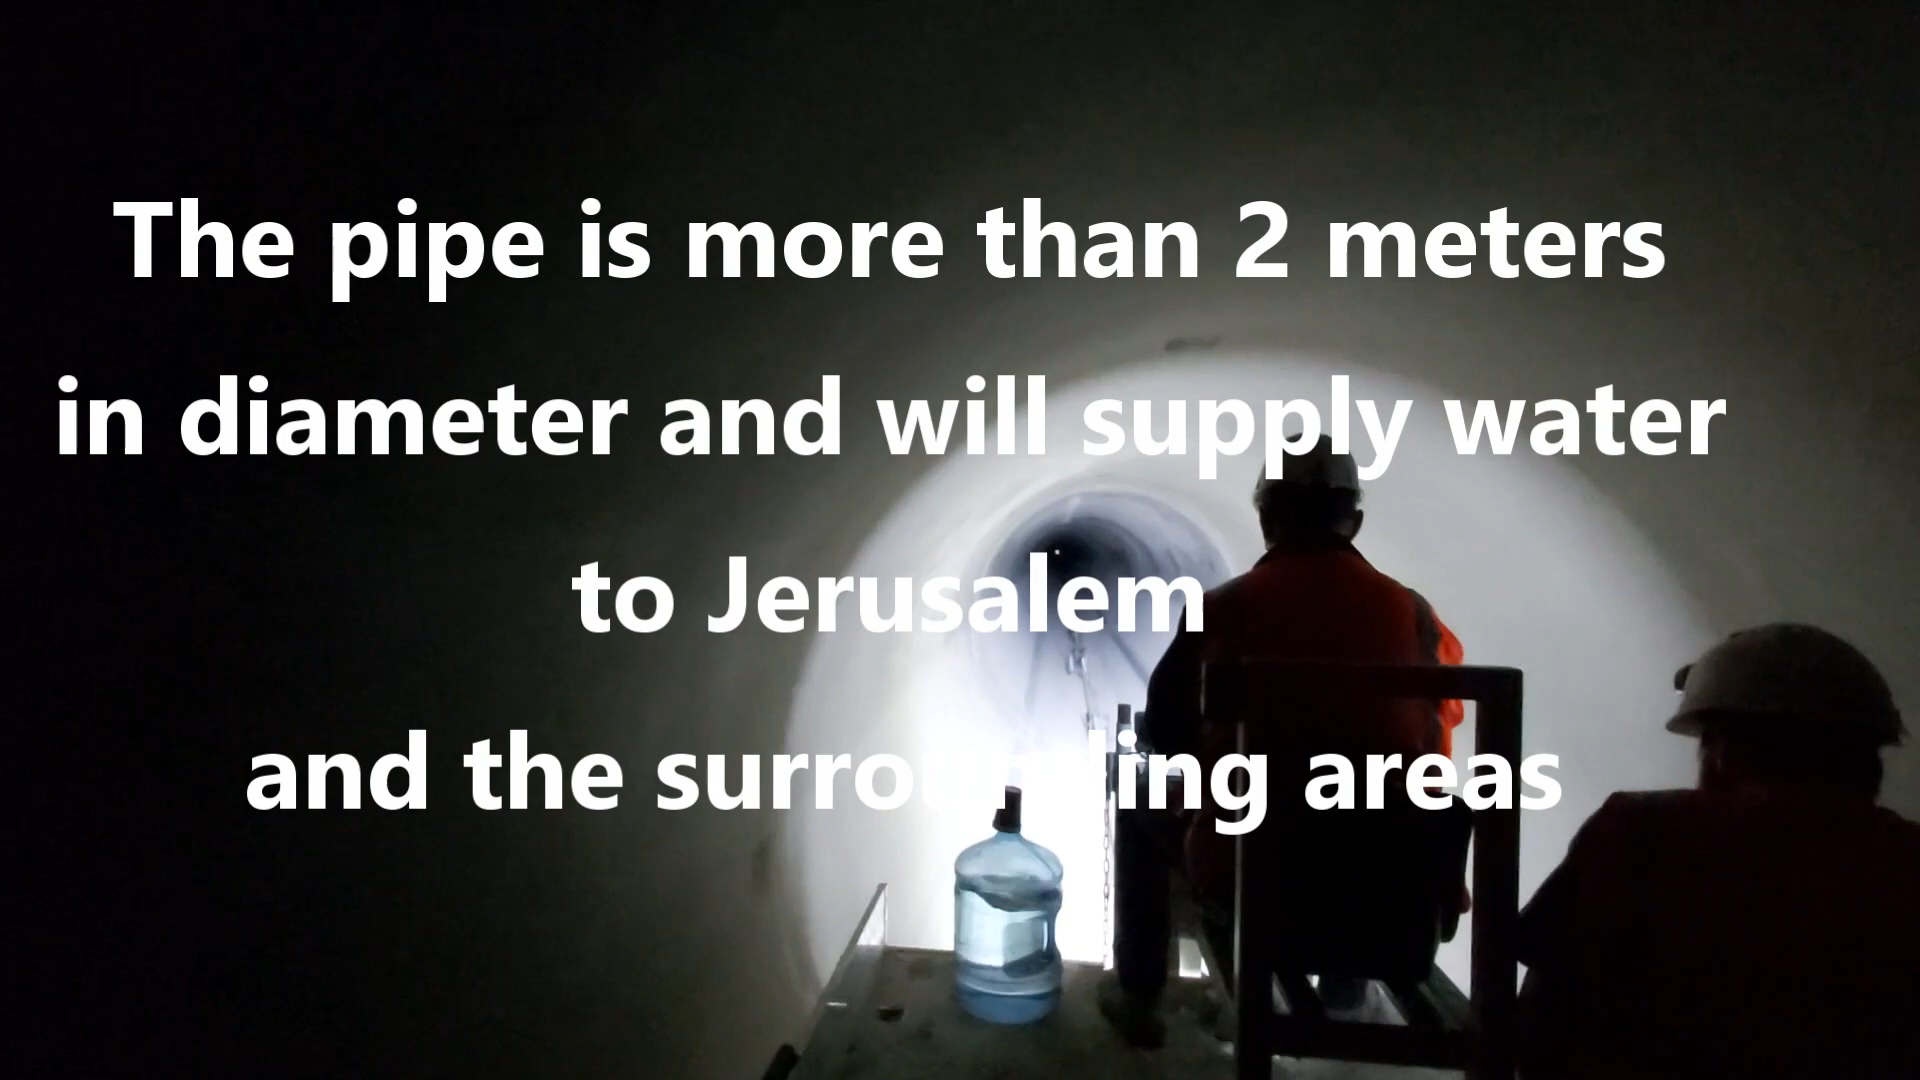 The pipe is more than 2 meters
in diameter and will supply water
to Jerusalem
and the surrounding areas